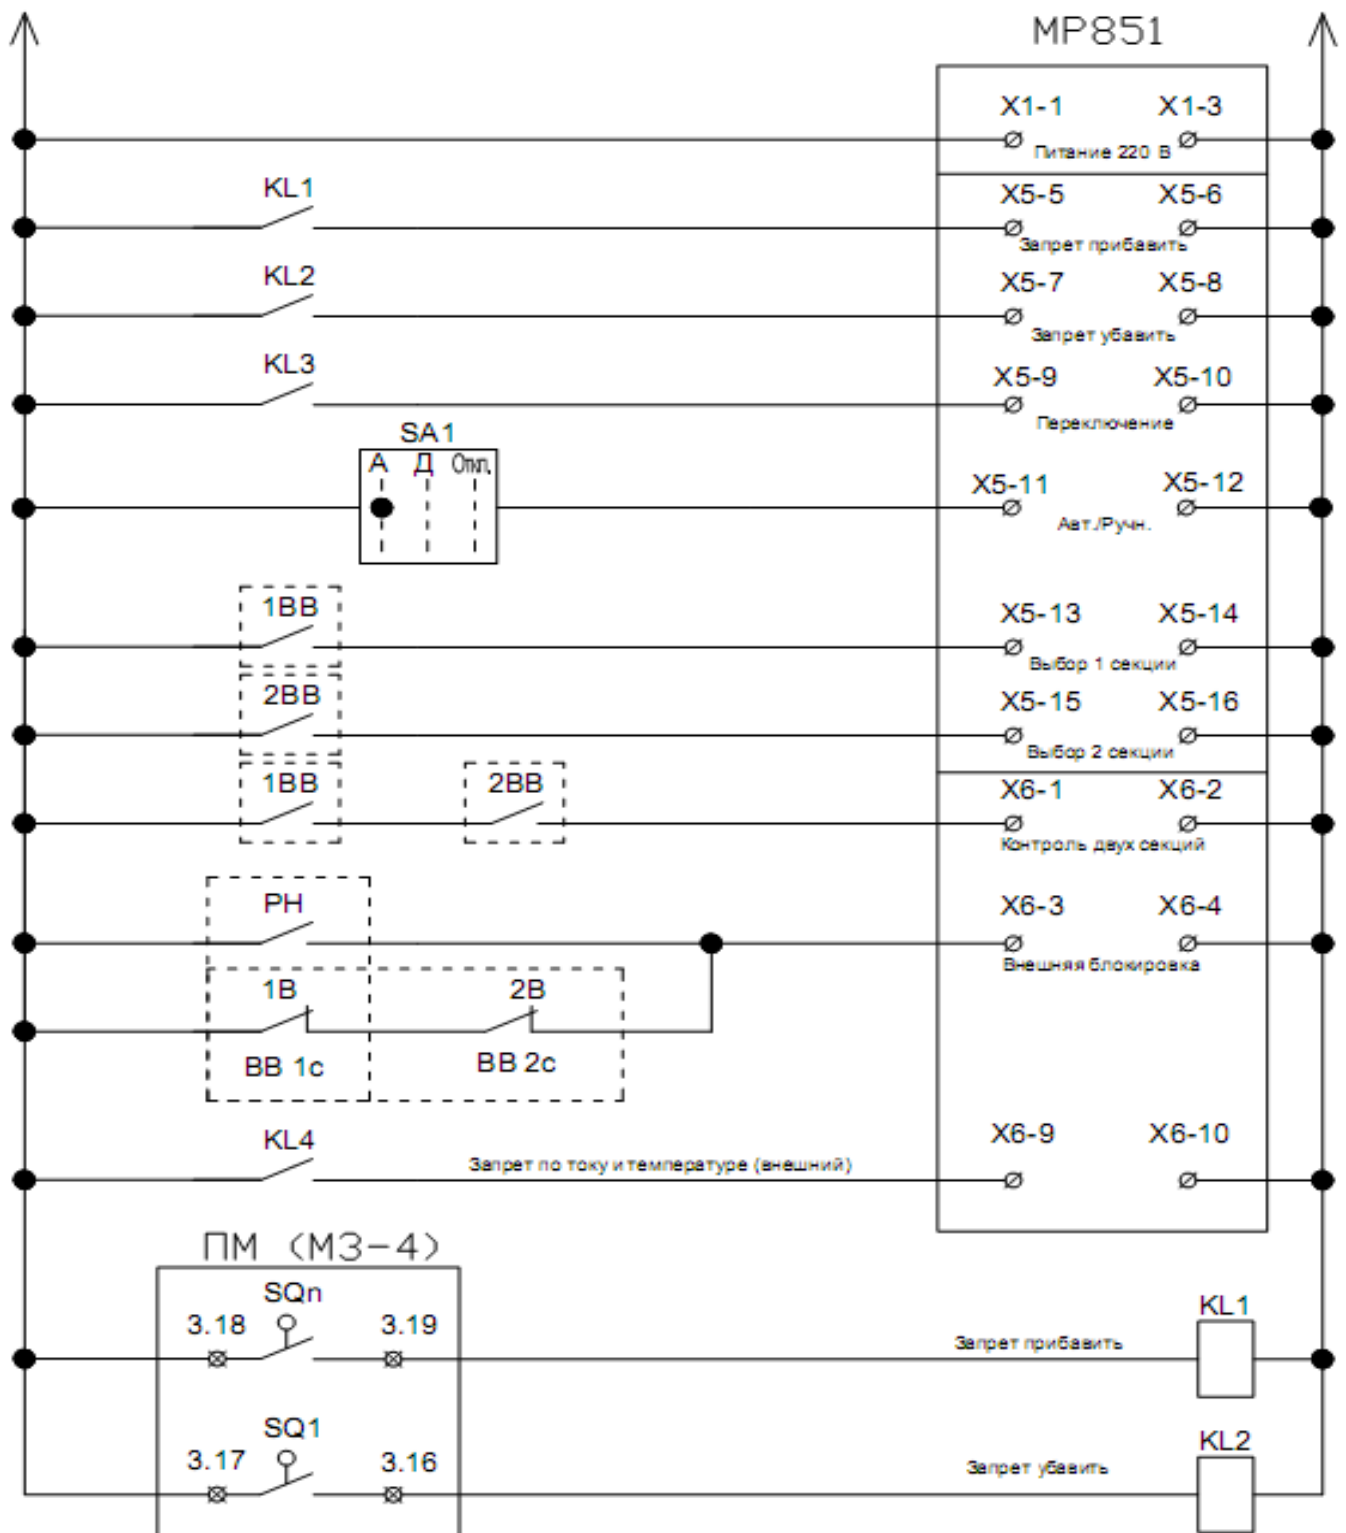 МР851
X1-1 X1-3
Питание 220 В
KL1
X5-5 X5-6
Запрет прибавить
KL2
X5-7 X5-8
Запрет убавить
KL3
X5-9 X5-10
Переключение
SA1
А Д Откл.
X5-11 X5-12
Авт./Ручн.
1ВВ
X5-13 X5-14
Выбор 1 секции
2ВВ
X5-15 X5-16
Выбор 2 секции
1ВВ 2ВВ
X6-1 X6-2
Контроль двух секций
РН
X6-3 X6-4
Внешняя блокировка
1В 2В
ВВ 1с ВВ 2с
KL4
X6-9 X6-10
Запрет по току и температуре (внешний)
ПМ (МЗ-4)
SQn
3.18 3.19
KL1
Запрет прибавить
SQ1
3.17 3.16
KL2
Запрет убавить